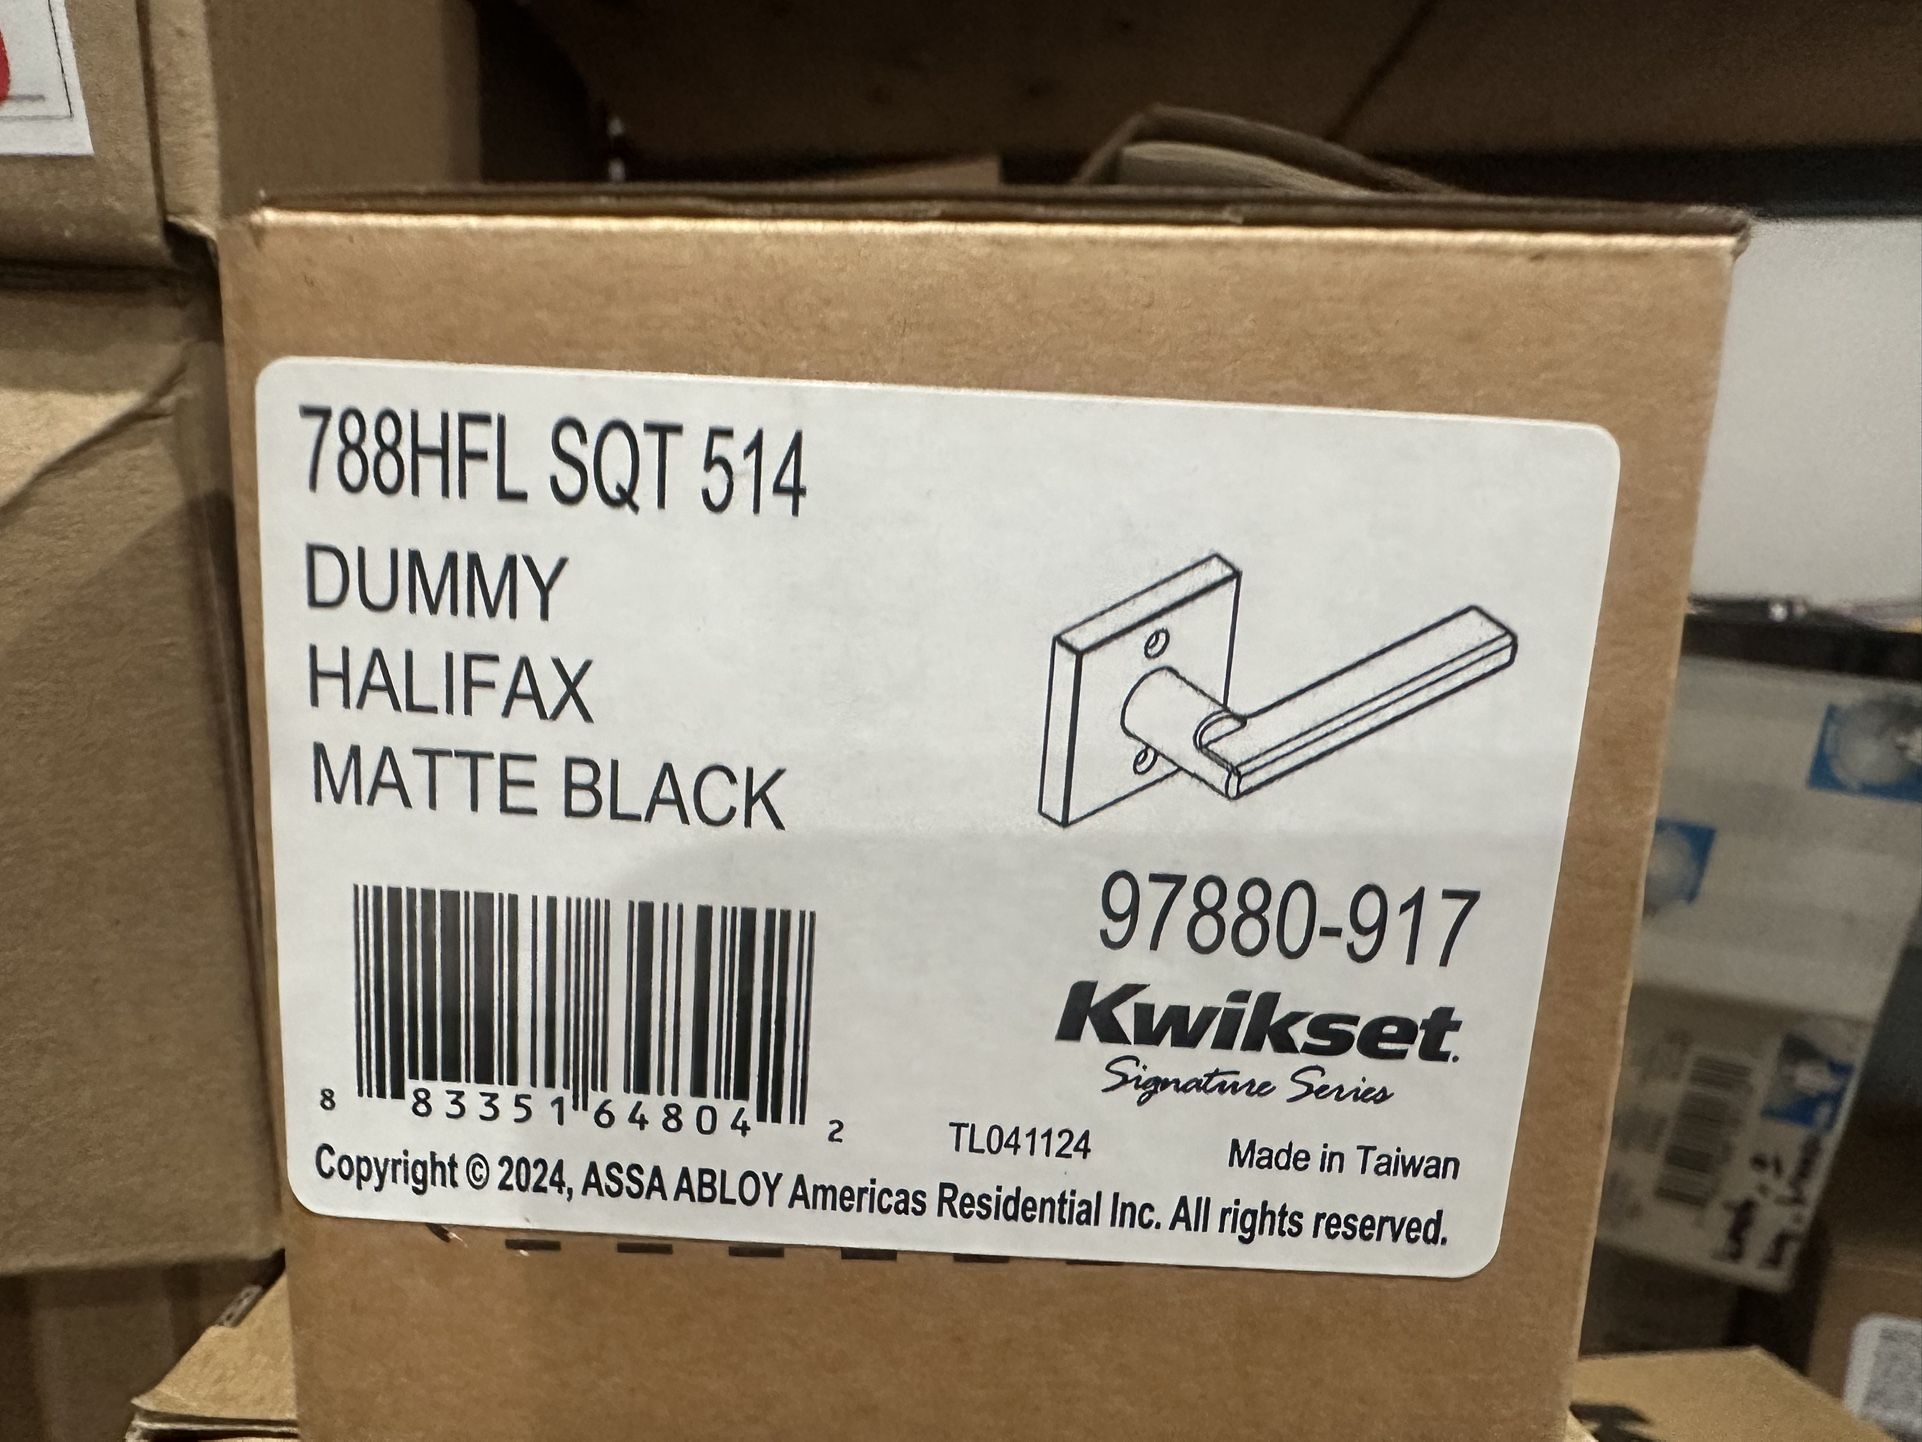 788HFL SQT 514
DUMMY
HALIFAX
MATTE BLACK
97880-917
Kwikset
Signature Series
8 83351 64804 2
TL041124
Made in Taiwan
Copyright © 2024, ASSA ABLOY Americas Residential Inc. All rights reserved.